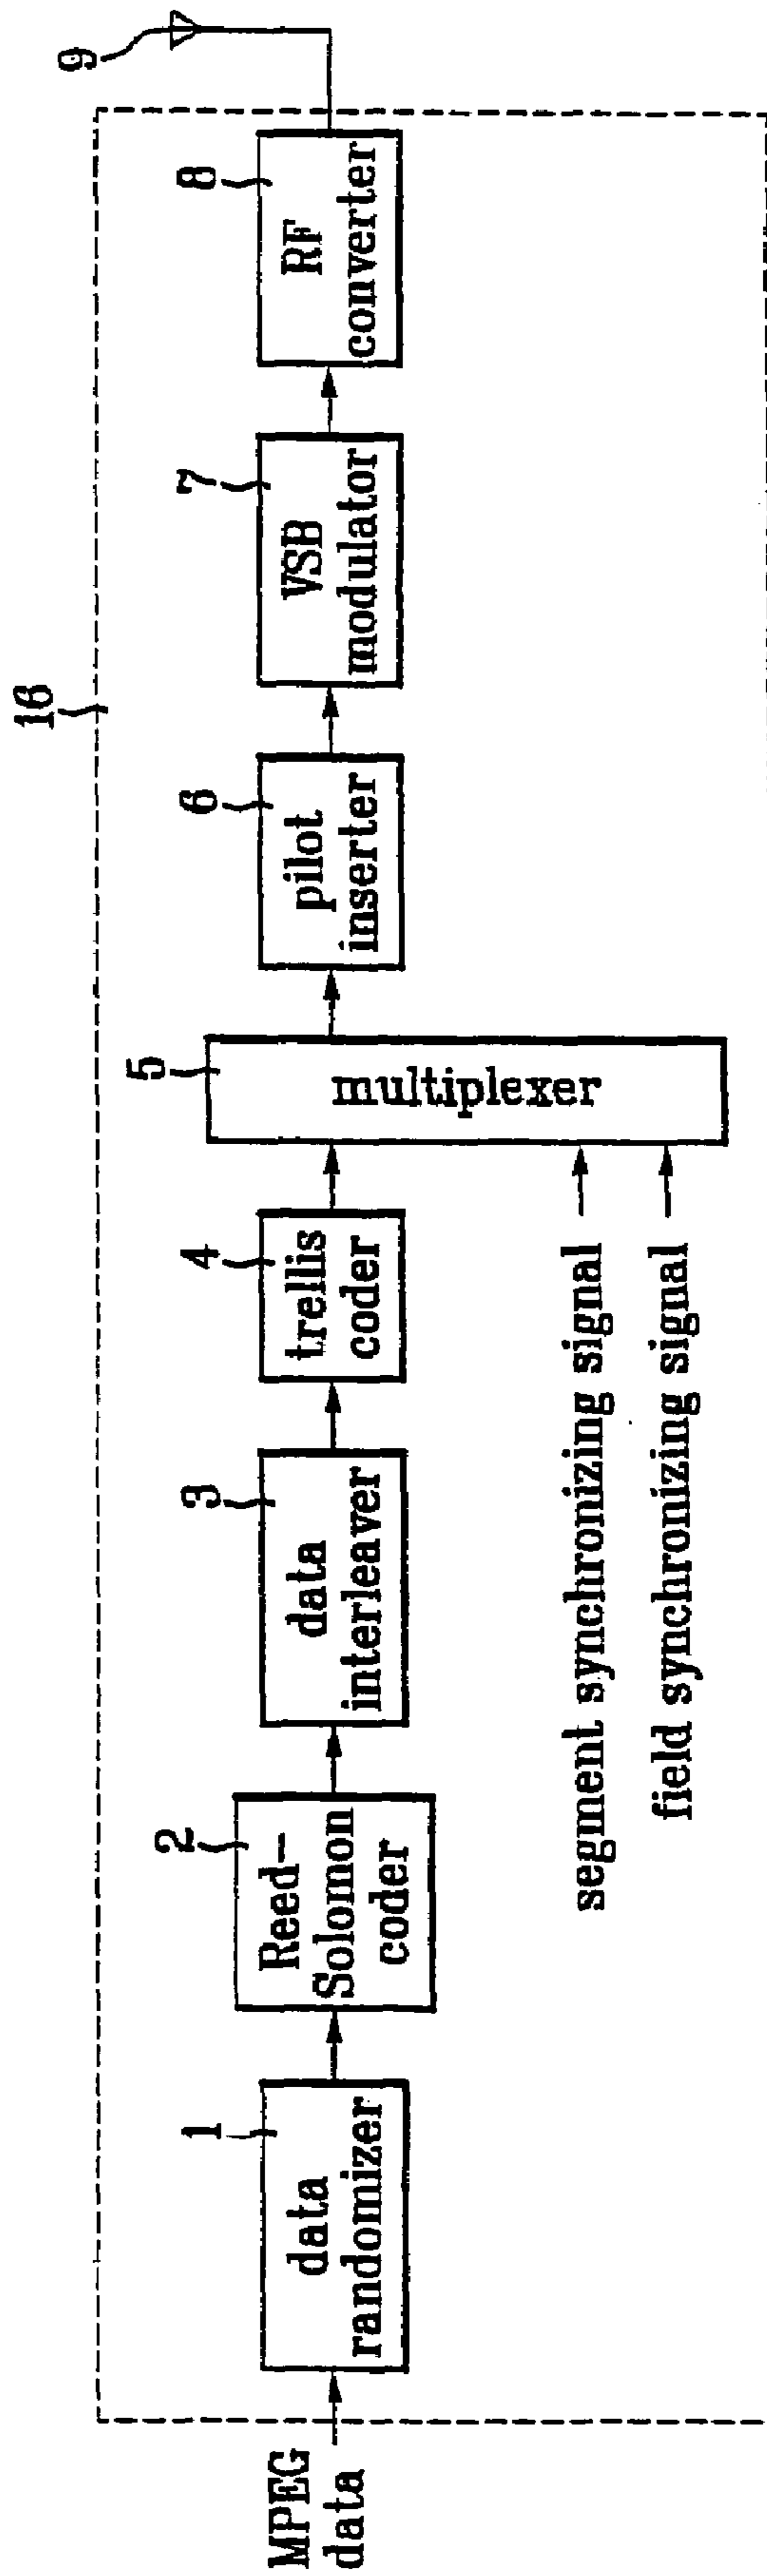 16
9
MPEG
data
1
data
randomizer
2
Reed-
Solomon
coder
3
data
interleaver
4
trellis
coder
5
multiplexer
6
pilot
inserter
7
VSB
modulator
8
RF
converter
segment synchronizing signal
field synchronizing signal